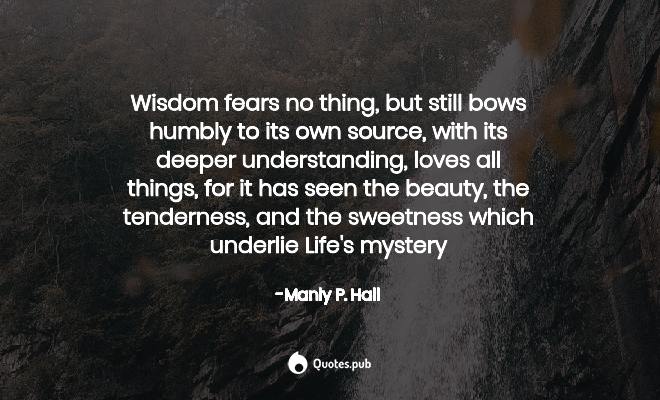 Wisdom fears no thing, but still bows
humbly to its own source, with its
deeper understanding, loves all
things, for it has seen the beauty, the
tenderness, and the sweetness which
underlie Life's mystery
-Manly P. Hall
Quotes.pub